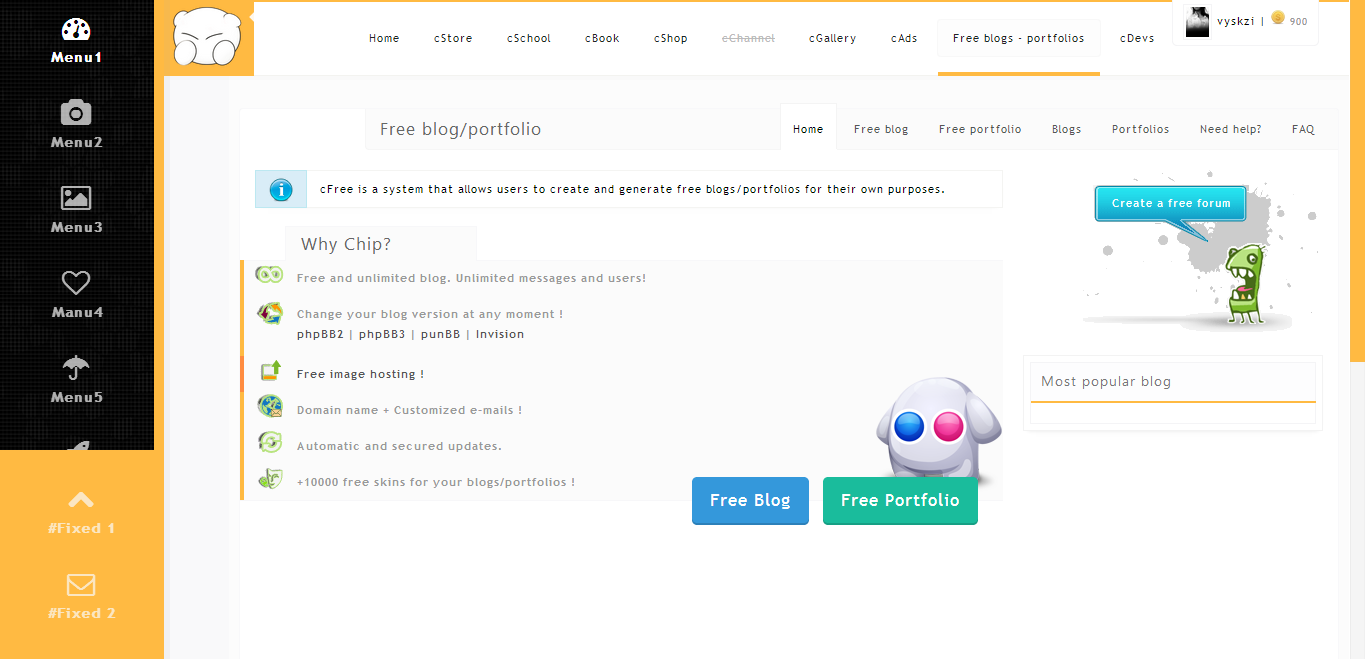 Menu1
Menu2
Menu3
Manu4
Menu5
#Fixed 1
#Fixed 2
Home cStore cSchool cBook cShop cChannel cGallery cAds Free blogs - portfolios cDevs
vyskzi | 900
Free blog/portfolio
Home Free blog Free portfolio Blogs Portfolios Need help? FAQ
cFree is a system that allows users to create and generate free blogs/portfolios for their own purposes.
Why Chip?
Free and unlimited blog. Unlimited messages and users!
Change your blog version at any moment !
phpBB2 | phpBB3 | punBB | Invision
Free image hosting !
Domain name + Customized e-mails !
Automatic and secured updates.
+10000 free skins for your blogs/portfolios !
Free Blog Free Portfolio
Create a free forum
Most popular blog